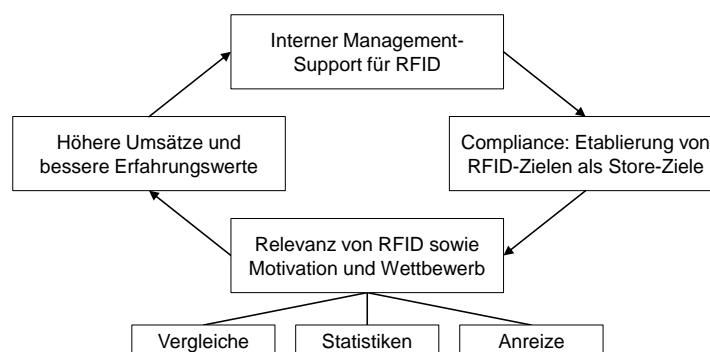 Interner Management-
Support für RFID
Höhere Umsätze und
bessere Erfahrungswerte
Compliance: Etablierung von
RFID-Zielen als Store-Ziele
Relevanz von RFID sowie
Motivation und Wettbewerb
Vergleiche
Statistiken
Anreize